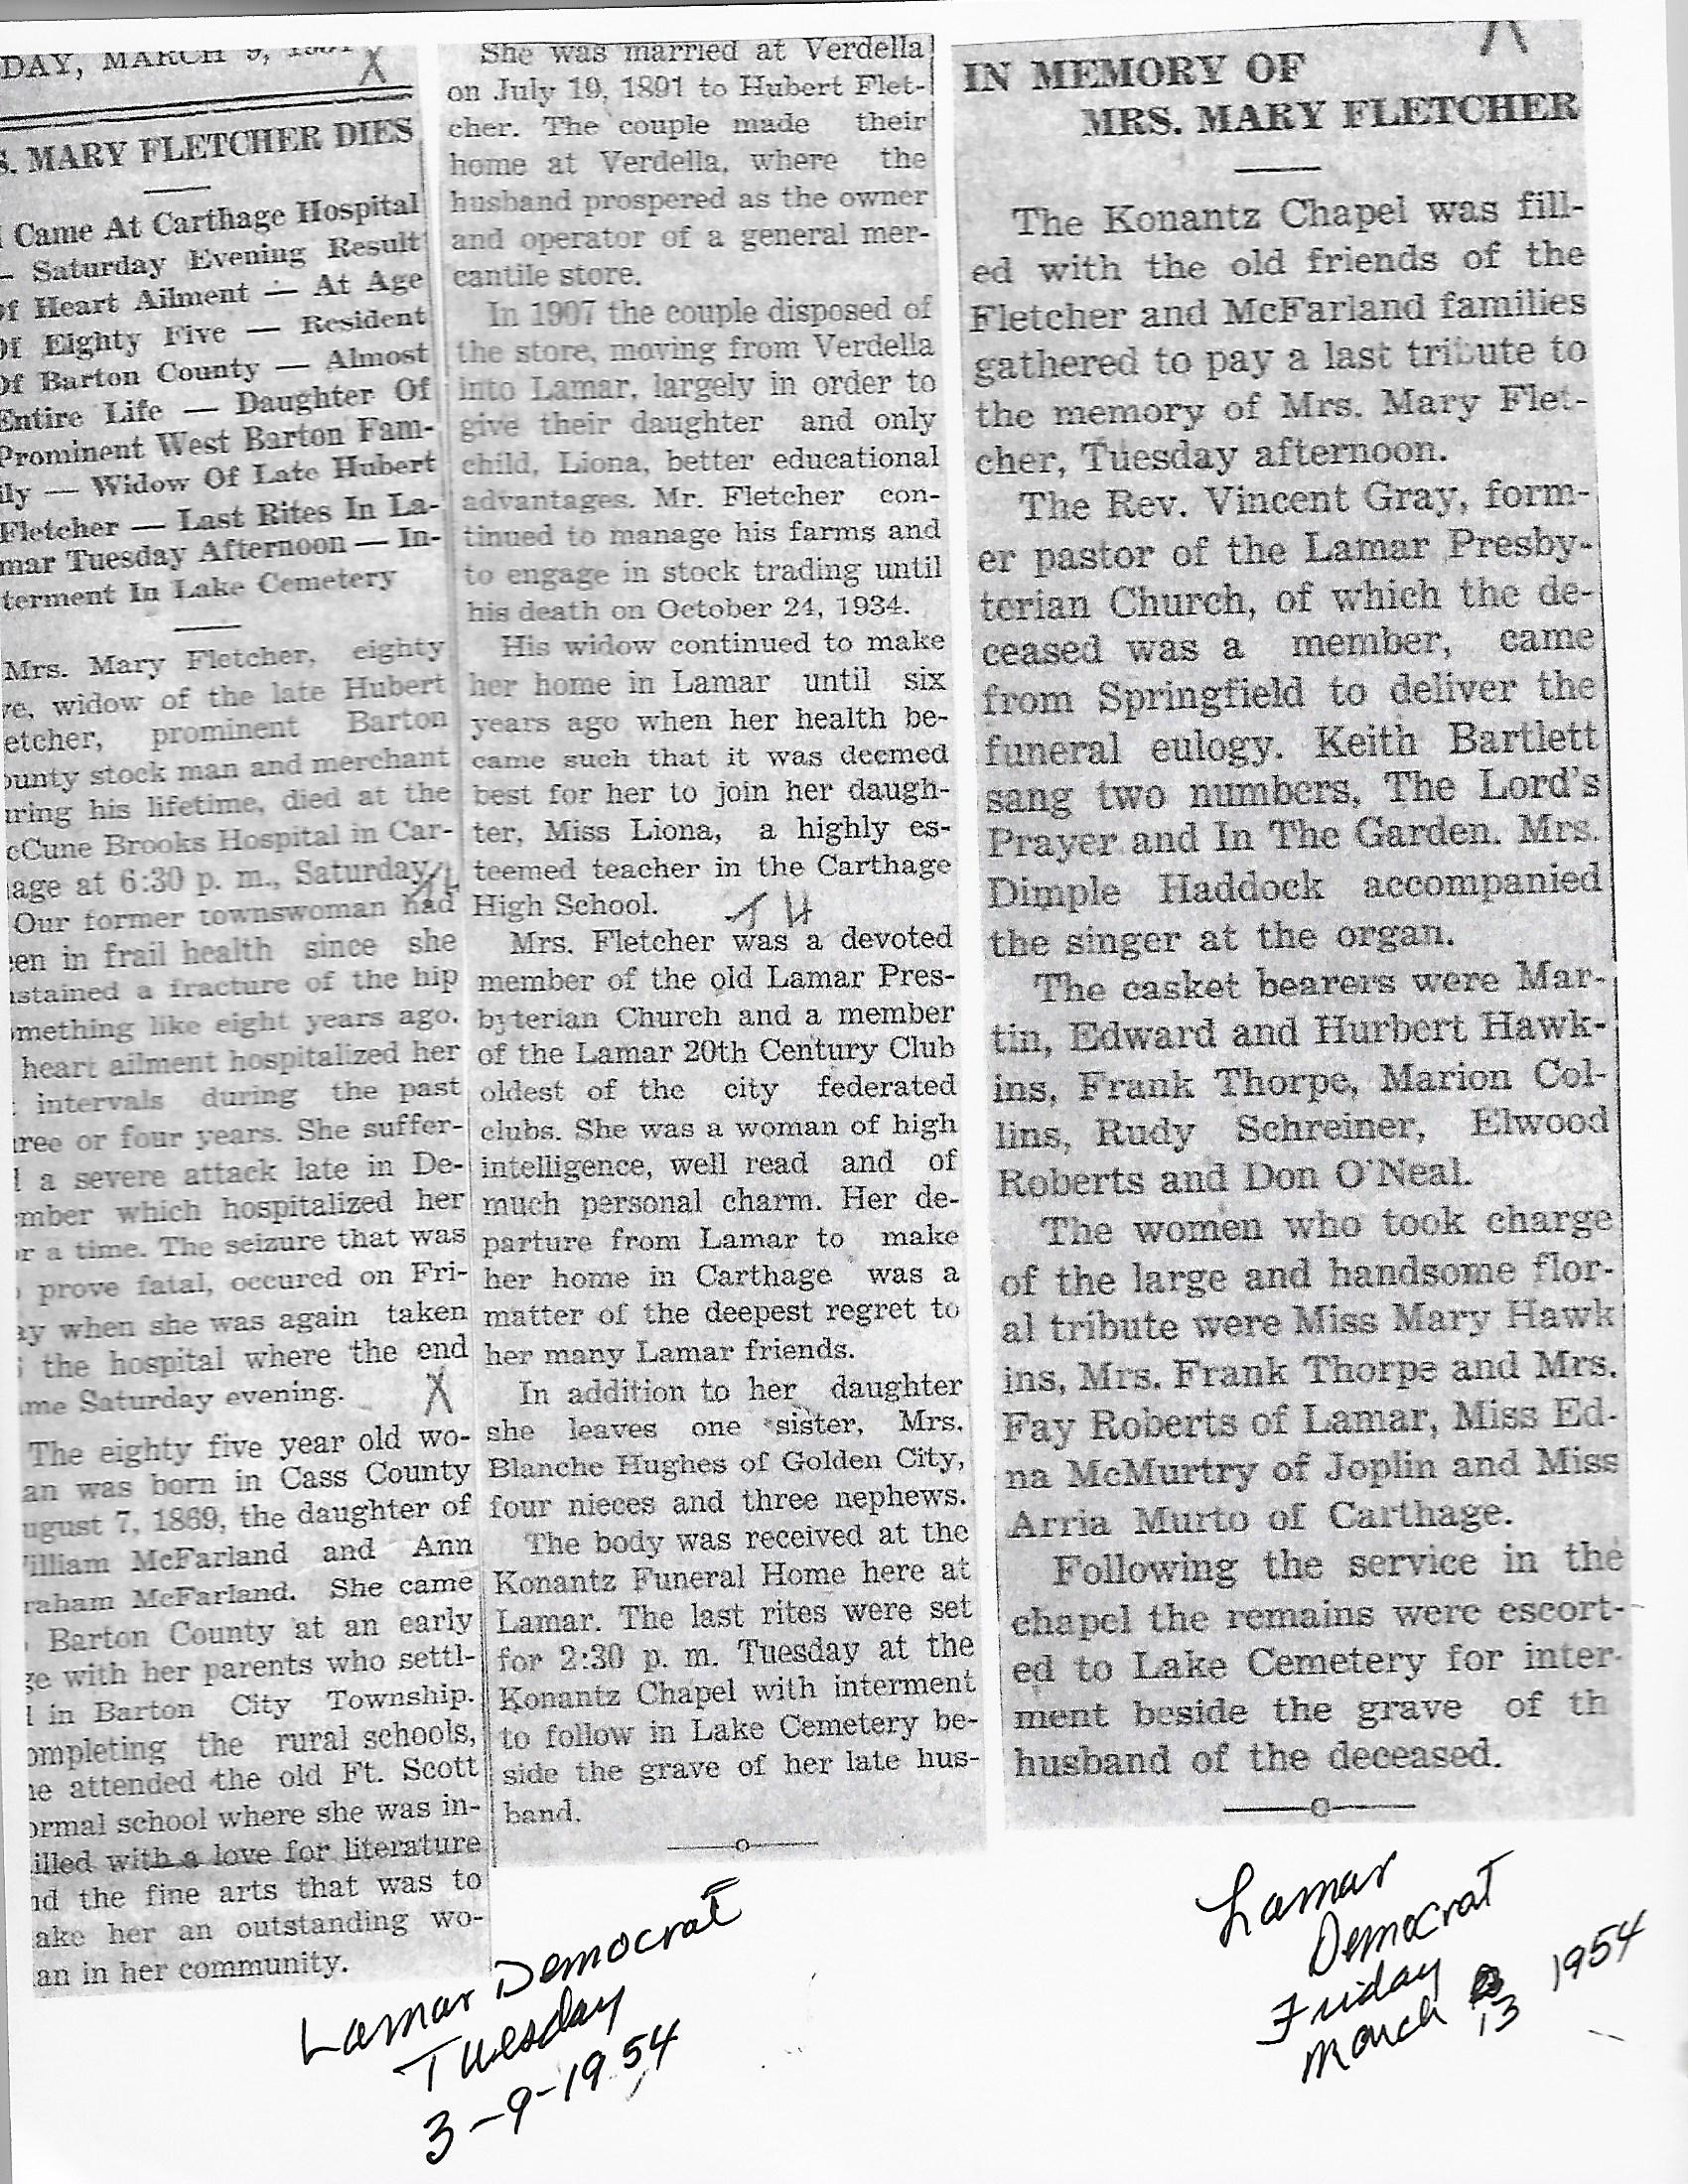 DAY, MARCH 9,
S. MARY FLETCHER DIES
Came At Carthage Hospital
— Saturday Evening Result
Of Heart Ailment — At Age
Of Eighty Five — Resident
Of Barton County — Almost
Entire Life — Daughter Of
Prominent West Barton Fam-
ily — Widow Of Late Hubert
Fletcher — Last Rites In La-
mar Tuesday Afternoon — In-
terment In Lake Cemetery
Mrs. Mary Fletcher, eighty
ve, widow of the late Hubert
etcher, prominent Barton
ounty stock man and merchant
uring his lifetime, died at the
cCune Brooks Hospital in Car-
age at 6:30 p. m., Saturday
Our former townswoman had
en in frail health since she
stained a fracture of the hip
mething like eight years ago.
heart ailment hospitalized her
intervals during the past
ree or four years. She suffer-
d a severe attack late in De-
mber which hospitalized her
r a time. The seizure that was
prove fatal, occured on Fri-
ay when she was again taken
the hospital where the end
me Saturday evening. X
The eighty five year old wo-
an was born in Cass County
ugust 7, 1869, the daughter of
illiam McFarland and Ann
raham McFarland. She came
Barton County at an early
ge with her parents who settl-
d in Barton City Township.
ompleting the rural schools,
he attended the old Ft. Scott
ormal school where she was in-
illed with a love for literature
nd the fine arts that was to
ake her an outstanding wo-
an in her community.
She was married at Verdella
on July 19, 1891 to Hubert Flet-
cher. The couple made their
home at Verdella, where the
husband prospered as the owner
and operator of a general mer-
cantile store.
In 1907 the couple disposed of
the store, moving from Verdella
into Lamar, largely in order to
give their daughter and only
child, Liona, better educational
advantages. Mr. Fletcher con-
tinued to manage his farms and
to engage in stock trading until
his death on October 24, 1934.
His widow continued to make
her home in Lamar until six
years ago when her health be-
came such that it was deemed
best for her to join her daugh-
ter, Miss Liona, a highly es-
teemed teacher in the Carthage
High School.
Mrs. Fletcher was a devoted
member of the old Lamar Pres-
byterian Church and a member
of the Lamar 20th Century Club
oldest of the city federated
clubs. She was a woman of high
intelligence, well read and of
much personal charm. Her de-
parture from Lamar to make
her home in Carthage was a
matter of the deepest regret to
her many Lamar friends.
In addition to her daughter
she leaves one sister, Mrs.
Blanche Hughes of Golden City,
four nieces and three nephews.
The body was received at the
Konantz Funeral Home here at
Lamar. The last rites were set
for 2:30 p. m. Tuesday at the
Konantz Chapel with interment
to follow in Lake Cemetery be-
side the grave of her late hus-
band.
Lamar Democrat
Tuesday
3-9-1954
IN MEMORY OF
MRS. MARY FLETCHER
The Konantz Chapel was fill-
ed with the old friends of the
Fletcher and McFarland families
gathered to pay a last tribute to
the memory of Mrs. Mary Flet-
cher, Tuesday afternoon.
The Rev. Vincent Gray, form-
er pastor of the Lamar Presby-
terian Church, of which the de-
ceased was a member, came
from Springfield to deliver the
funeral eulogy. Keith Bartlett
sang two numbers, The Lord's
Prayer and In The Garden. Mrs.
Dimple Haddock accompanied
the singer at the organ.
The casket bearers were Mar-
tin, Edward and Hurbert Hawk-
ins, Frank Thorpe, Marion Col-
lins, Rudy Schreiner, Elwood
Roberts and Don O'Neal.
The women who took charge
of the large and handsome flor-
al tribute were Miss Mary Hawk
ins, Mrs. Frank Thorpe and Mrs.
Fay Roberts of Lamar, Miss Ed-
na McMurtry of Joplin and Miss
Arria Murto of Carthage.
Following the service in the
chapel the remains were escort-
ed to Lake Cemetery for inter-
ment beside the grave of th
husband of the deceased.
Lamar
Democrat
Friday
March 13 1954